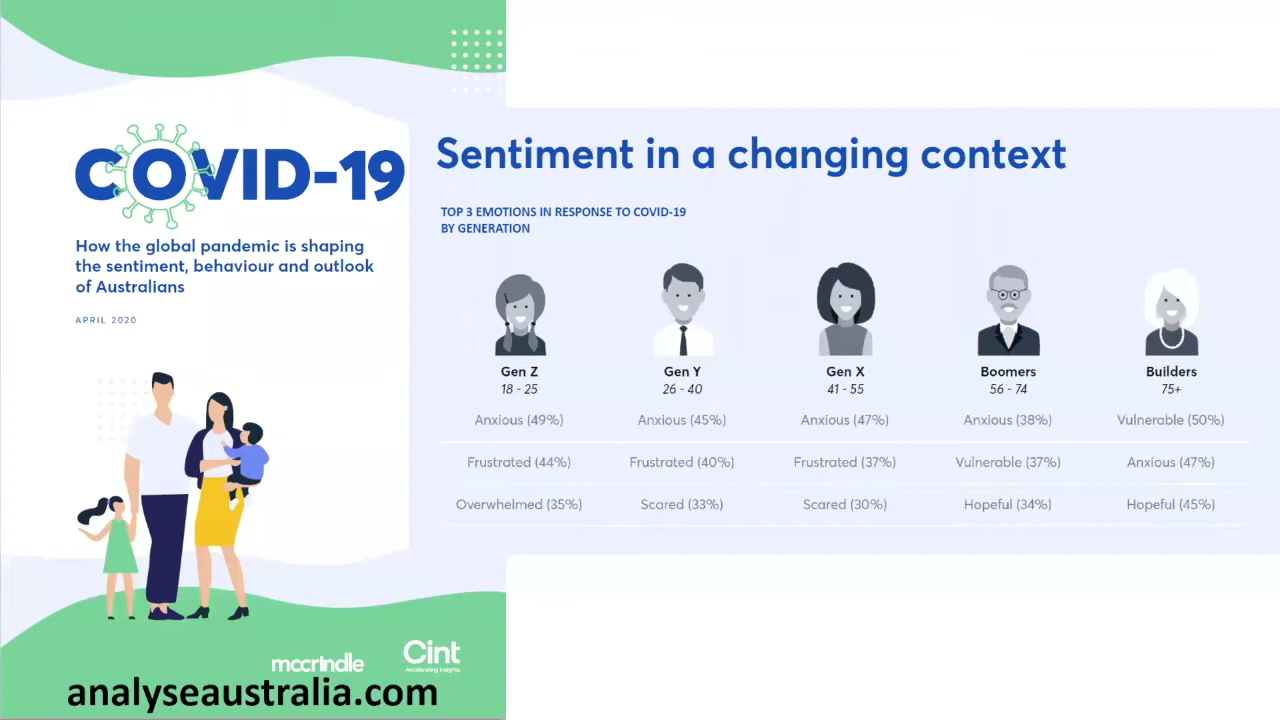 COVID-19
How the global pandemic is shaping
the sentiment, behaviour and outlook
of Australians
APRIL 2020
mccrindle
Cint
Accelerating Insights.
analyseaustralia.com
Sentiment in a changing context
TOP 3 EMOTIONS IN RESPONSE TO COVID-19
BY GENERATION
Gen Z Gen Y Gen X Boomers Builders
18 - 25 26 - 40 41 - 55 56 - 74 75+
Anxious (49%) Anxious (45%) Anxious (47%) Anxious (38%) Vulnerable (50%)
Frustrated (44%) Frustrated (40%) Frustrated (37%) Vulnerable (37%) Anxious (47%)
Overwhelmed (35%) Scared (33%) Scared (30%) Hopeful (34%) Hopeful (45%)